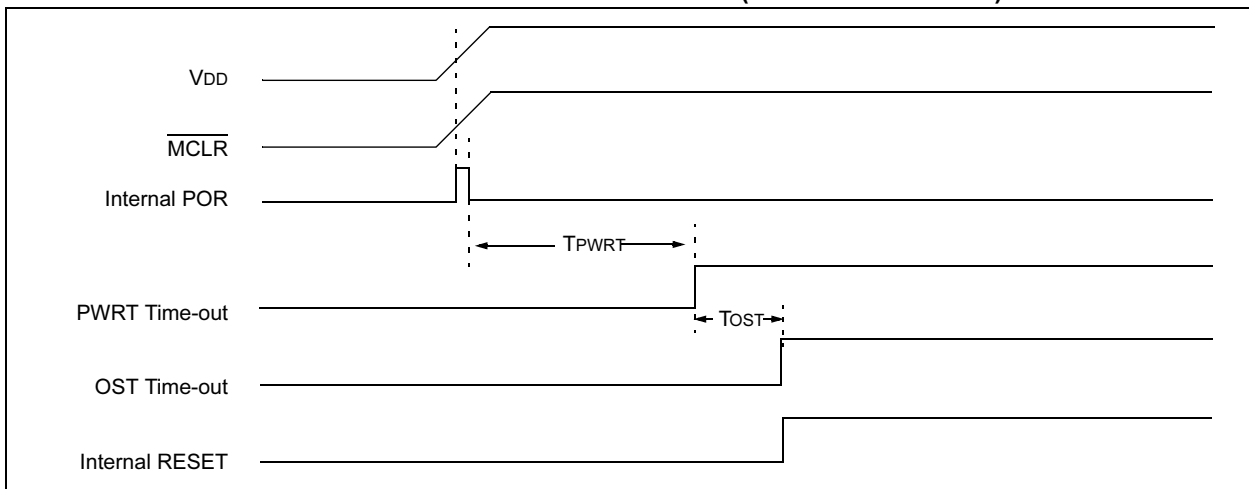 VDD
MCLR
Internal POR
TPWRT
PWRT Time-out
TOST
OST Time-out
Internal RESET